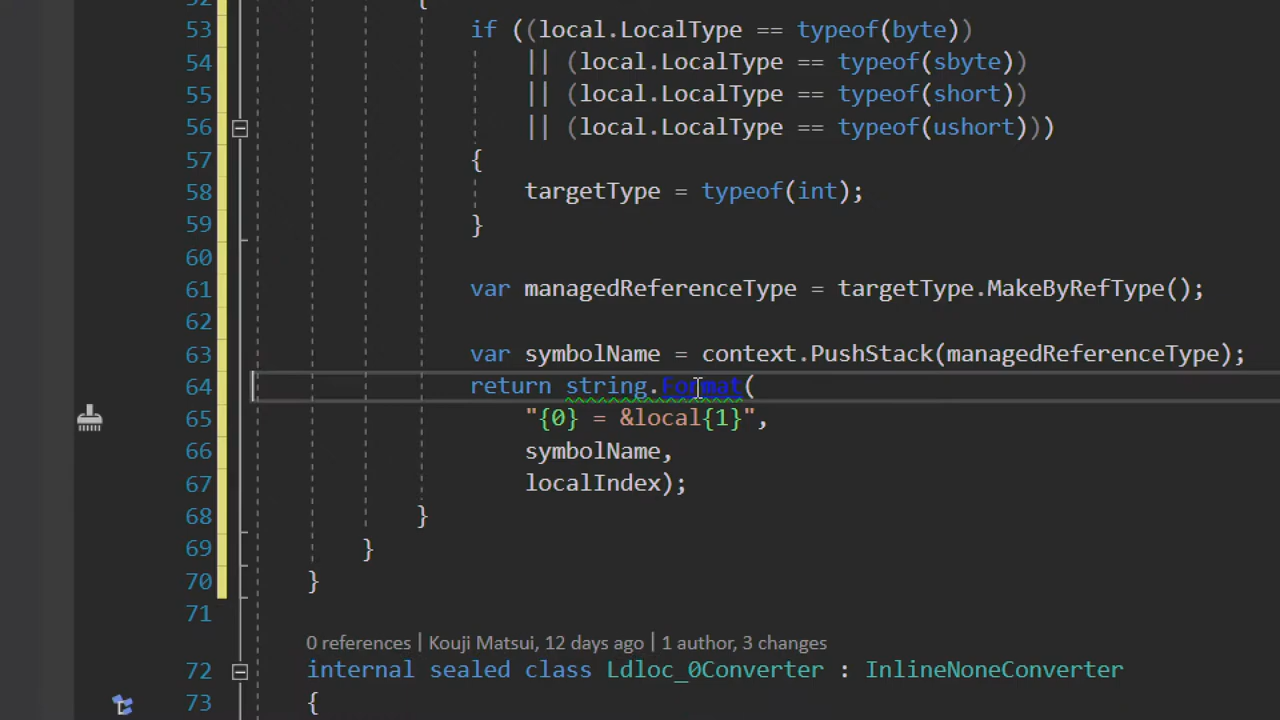 52 {
53 if ((local.LocalType == typeof(byte))
54 || (local.LocalType == typeof(sbyte))
55 || (local.LocalType == typeof(short))
56 || (local.LocalType == typeof(ushort)))
57 {
58 targetType = typeof(int);
59 }
60
61 var managedReferenceType = targetType.MakeByRefType();
62
63 var symbolName = context.PushStack(managedReferenceType);
64 return string.Format(
65 "{0} = &local{1}",
66 symbolName,
67 localIndex);
68 }
69 }
70 }
71
0 references | Kouji Matsui, 12 days ago | 1 author, 3 changes
72 internal sealed class Ldloc_0Converter : InlineNoneConverter
73 {